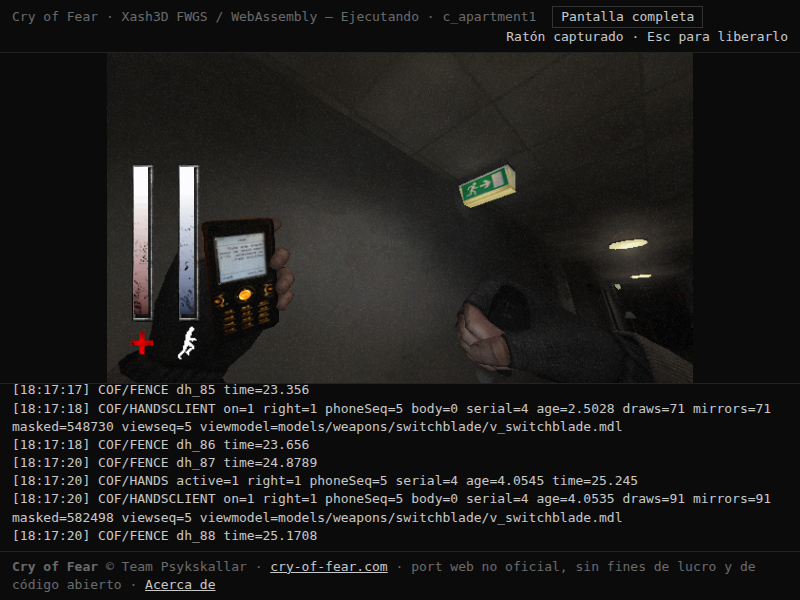 Cry of Fear · Xash3D FWGS / WebAssembly — Ejecutando · c_apartment1
Pantalla completa
Ratón capturado · Esc para liberarlo
[18:17:17] COF/FENCE dh_85 time=23.356
[18:17:18] COF/HANDSCLIENT on=1 right=1 phoneSeq=5 body=0 serial=4 age=2.5028 draws=71 mirrors=71
masked=548730 viewseq=5 viewmodel=models/weapons/switchblade/v_switchblade.mdl
[18:17:18] COF/FENCE dh_86 time=23.656
[18:17:20] COF/FENCE dh_87 time=24.8789
[18:17:20] COF/HANDS active=1 right=1 phoneSeq=5 serial=4 age=4.0545 time=25.245
[18:17:20] COF/HANDSCLIENT on=1 right=1 phoneSeq=5 body=0 serial=4 age=4.0535 draws=91 mirrors=91
masked=582498 viewseq=5 viewmodel=models/weapons/switchblade/v_switchblade.mdl
[18:17:20] COF/FENCE dh_88 time=25.1708
Cry of Fear © Team Psykskallar · cry-of-fear.com · port web no oficial, sin fines de lucro y de
código abierto · Acerca de